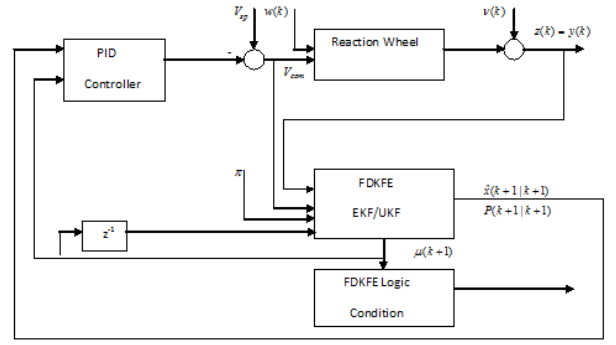 V_sp w(k) v(k)
PID
Controller
-
V_com
Reaction Wheel
z(k) = y(k)
π
FDKFE
EKF/UKF
x̂(k+1|k+1)
P(k+1|k+1)
z⁻¹
μ(k+1)
FDKFE Logic
Condition